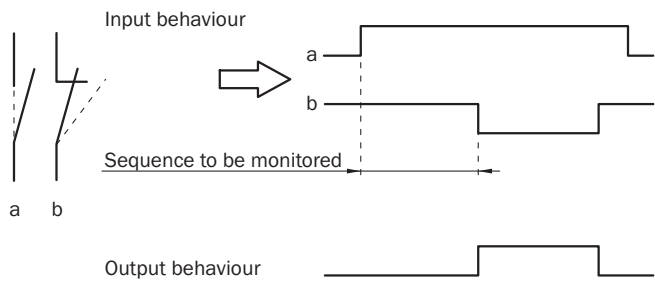 Input behaviour
a
b
Sequence to be monitored
a b
Output behaviour